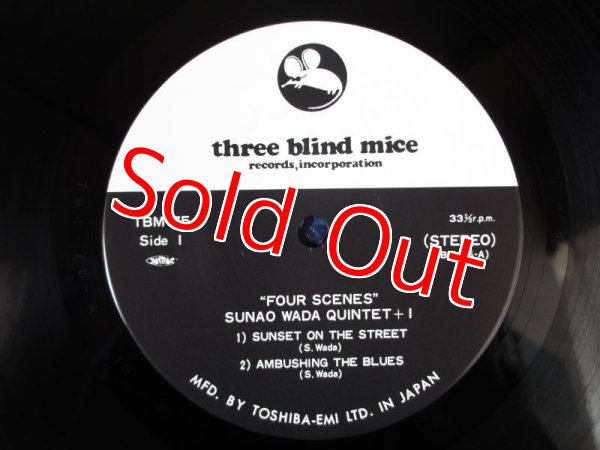 three blind mice
records, incorporation
Sold Out
33⅓r.p.m.
Side 1
(STEREO)
"FOUR SCENES"
SUNAO WADA QUINTET + 1
1) SUNSET ON THE STREET
(S. Wada)
2) AMBUSHING THE BLUES
(S. Wada)
MFD. BY TOSHIBA-EMI LTD. IN JAPAN